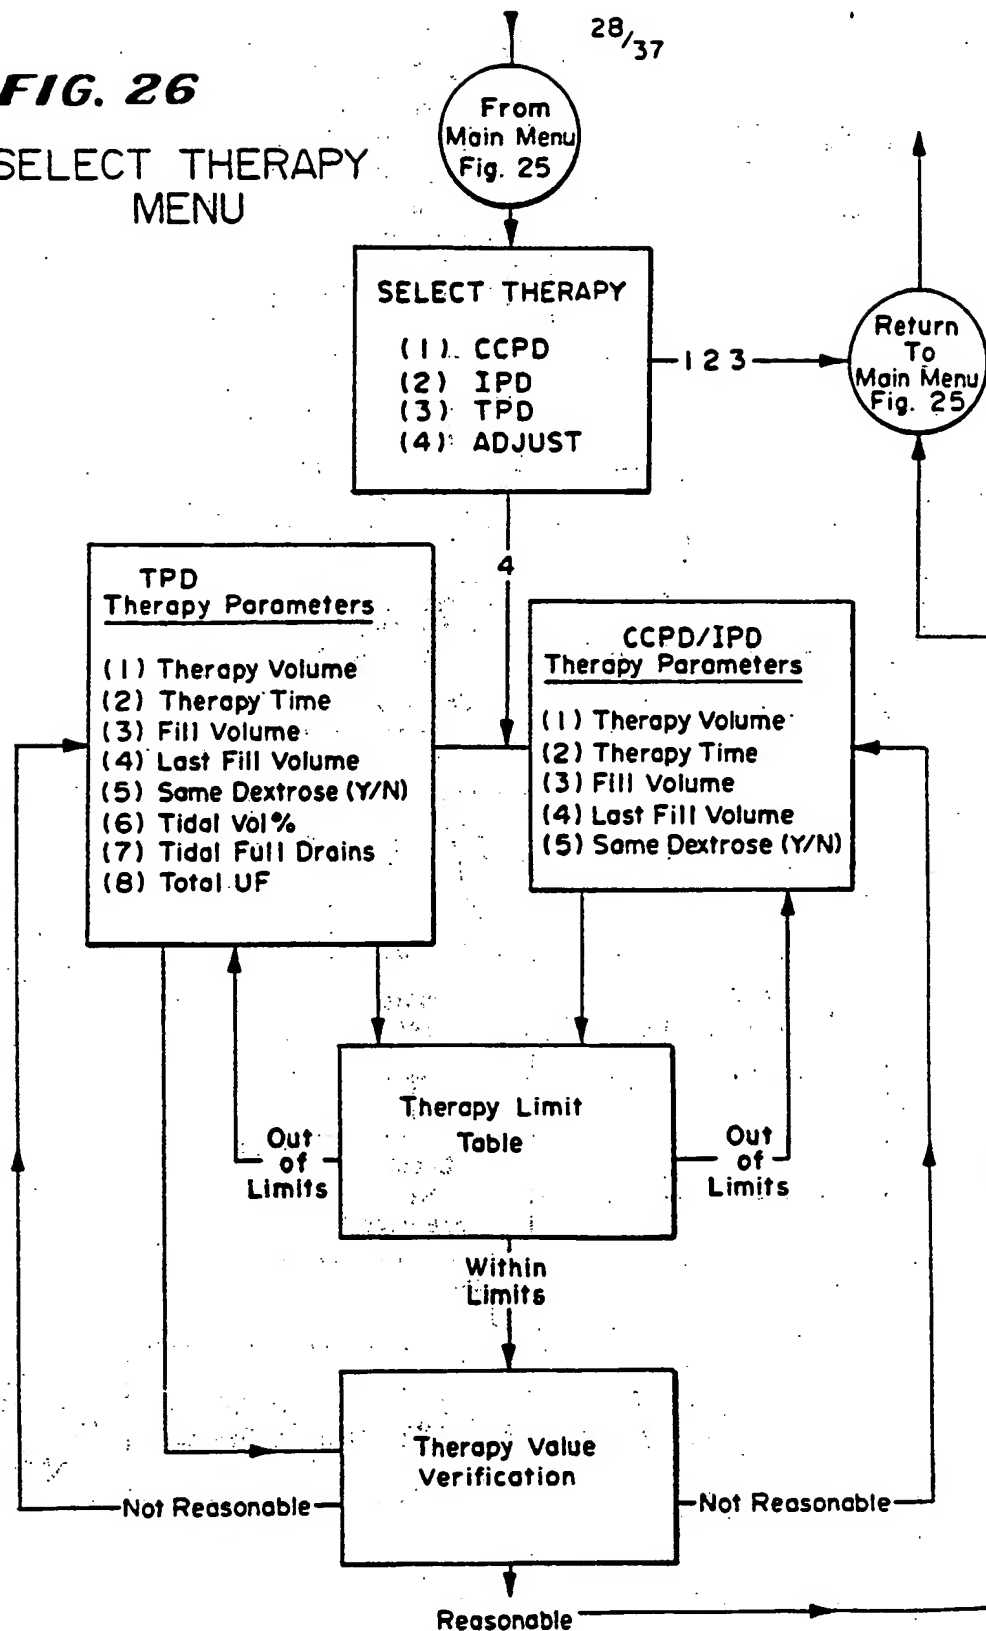 28/37
FIG. 26
SELECT THERAPY
MENU
From
Main Menu
Fig. 25
SELECT THERAPY
(1) CCPD
(2) IPD
(3) TPD
(4) ADJUST
1 2 3
Return
To
Main Menu
Fig. 25
4
TPD
Therapy Parameters
(1) Therapy Volume
(2) Therapy Time
(3) Fill Volume
(4) Last Fill Volume
(5) Same Dextrose (Y/N)
(6) Tidal Vol%
(7) Tidal Full Drains
(8) Total UF
CCPD/IPD
Therapy Parameters
(1) Therapy Volume
(2) Therapy Time
(3) Fill Volume
(4) Last Fill Volume
(5) Same Dextrose (Y/N)
Therapy Limit
Table
Out
of
Limits
Out
of
Limits
Within
Limits
Therapy Value
Verification
Not Reasonable
Not Reasonable
Reasonable